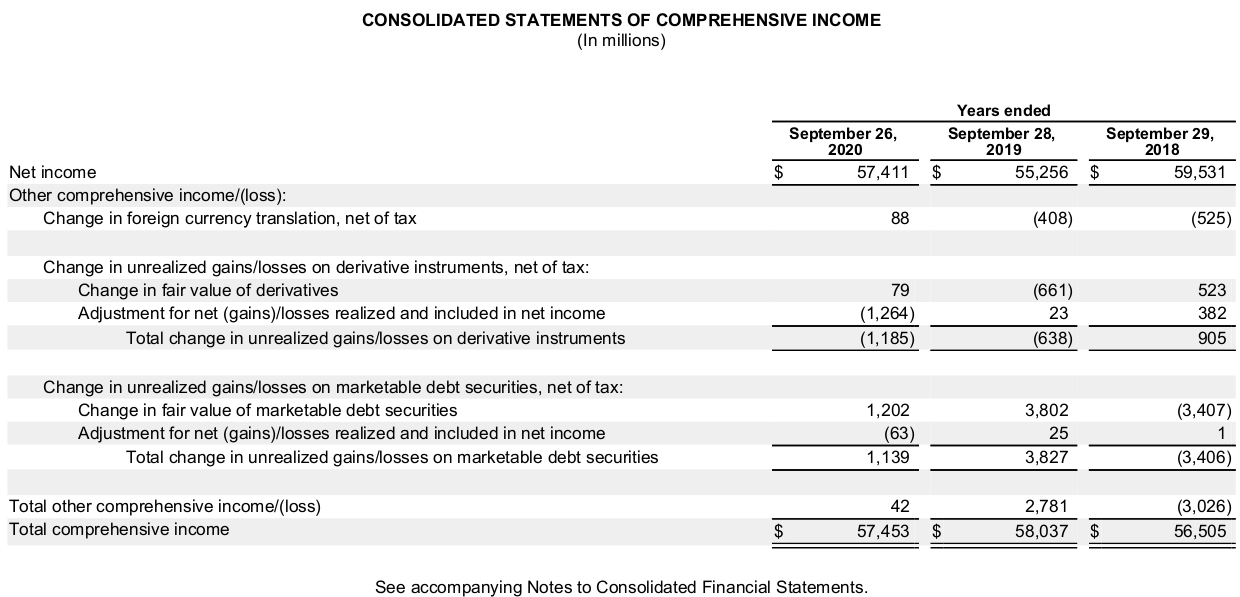 CONSOLIDATED STATEMENTS OF COMPREHENSIVE INCOME
(In millions)
Years ended
September 26, 2020 September 28, 2019 September 29, 2018
Net income $ 57,411 $ 55,256 $ 59,531
Other comprehensive income/(loss):
Change in foreign currency translation, net of tax 88 (408) (525)
Change in unrealized gains/losses on derivative instruments, net of tax:
Change in fair value of derivatives 79 (661) 523
Adjustment for net (gains)/losses realized and included in net income (1,264) 23 382
Total change in unrealized gains/losses on derivative instruments (1,185) (638) 905
Change in unrealized gains/losses on marketable debt securities, net of tax:
Change in fair value of marketable debt securities 1,202 3,802 (3,407)
Adjustment for net (gains)/losses realized and included in net income (63) 25 1
Total change in unrealized gains/losses on marketable debt securities 1,139 3,827 (3,406)
Total other comprehensive income/(loss) 42 2,781 (3,026)
Total comprehensive income $ 57,453 $ 58,037 $ 56,505
See accompanying Notes to Consolidated Financial Statements.